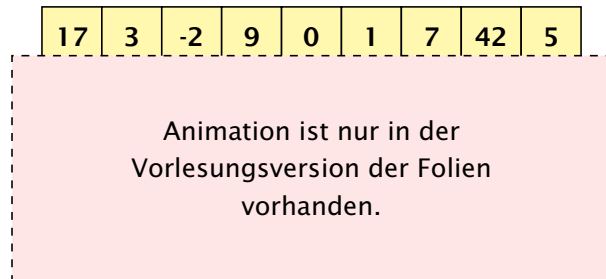 17 3 -2 9 0 1 7 42 5
Animation ist nur in der
Vorlesungsversion der Folien
vorhanden.